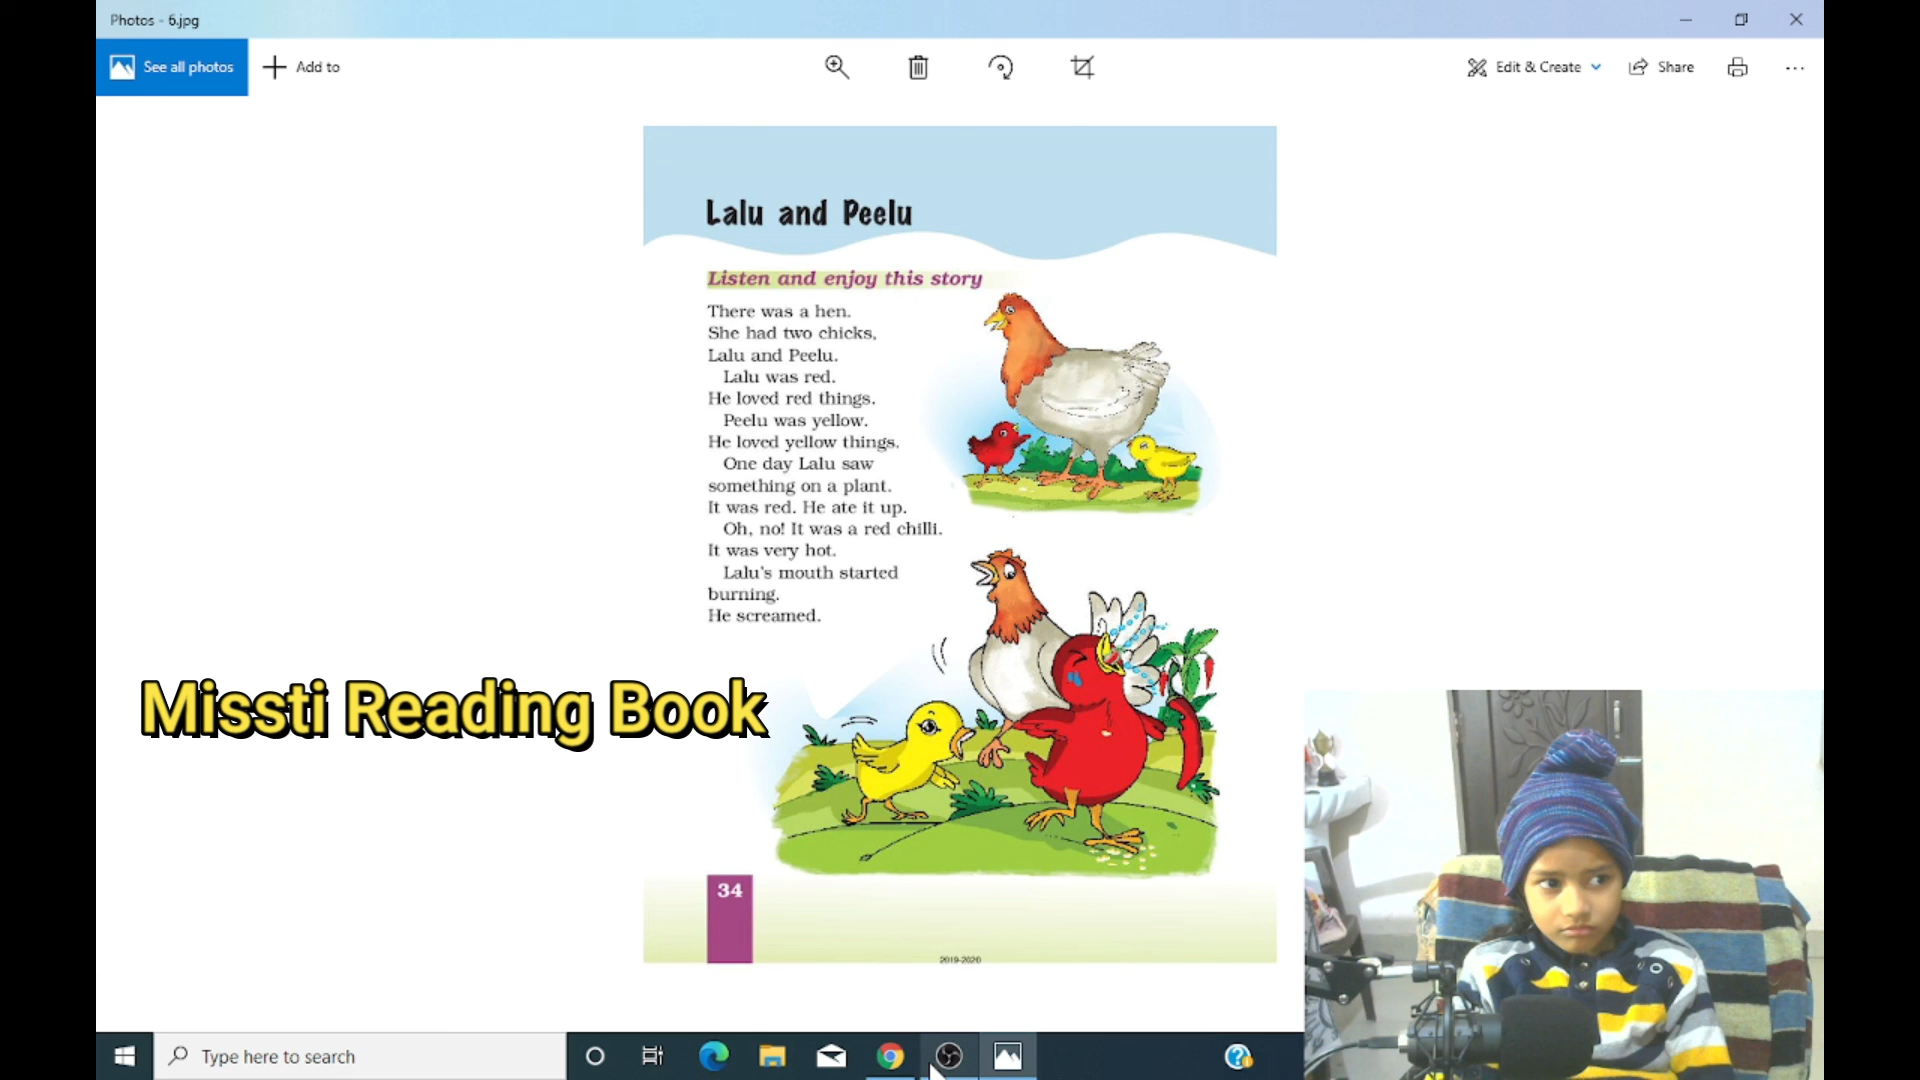 Photos - 6.jpg
See all photos
Add to
Edit & Create
Share
Lalu and Peelu
Listen and enjoy this story
There was a hen.
She had two chicks,
Lalu and Peelu.
Lalu was red.
He loved red things.
Peelu was yellow.
He loved yellow things.
One day Lalu saw
something on a plant.
It was red. He ate it up.
Oh, no! It was a red chilli.
It was very hot.
Lalu's mouth started
burning.
He screamed.
Missti Reading Book
34
2019-2020
Type here to search